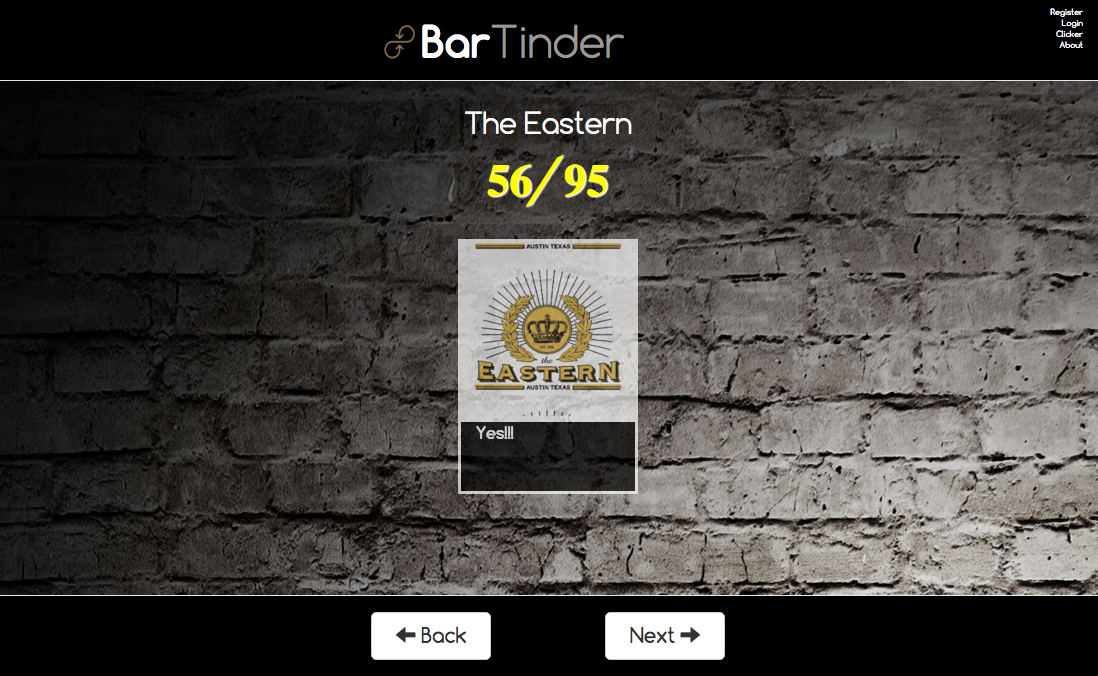 BarTinder
Register
Login
Clicker
About
The Eastern
56/95
AUSTIN TEXAS
the
EASTERN
AUSTIN TEXAS
Yes!!!
Back
Next